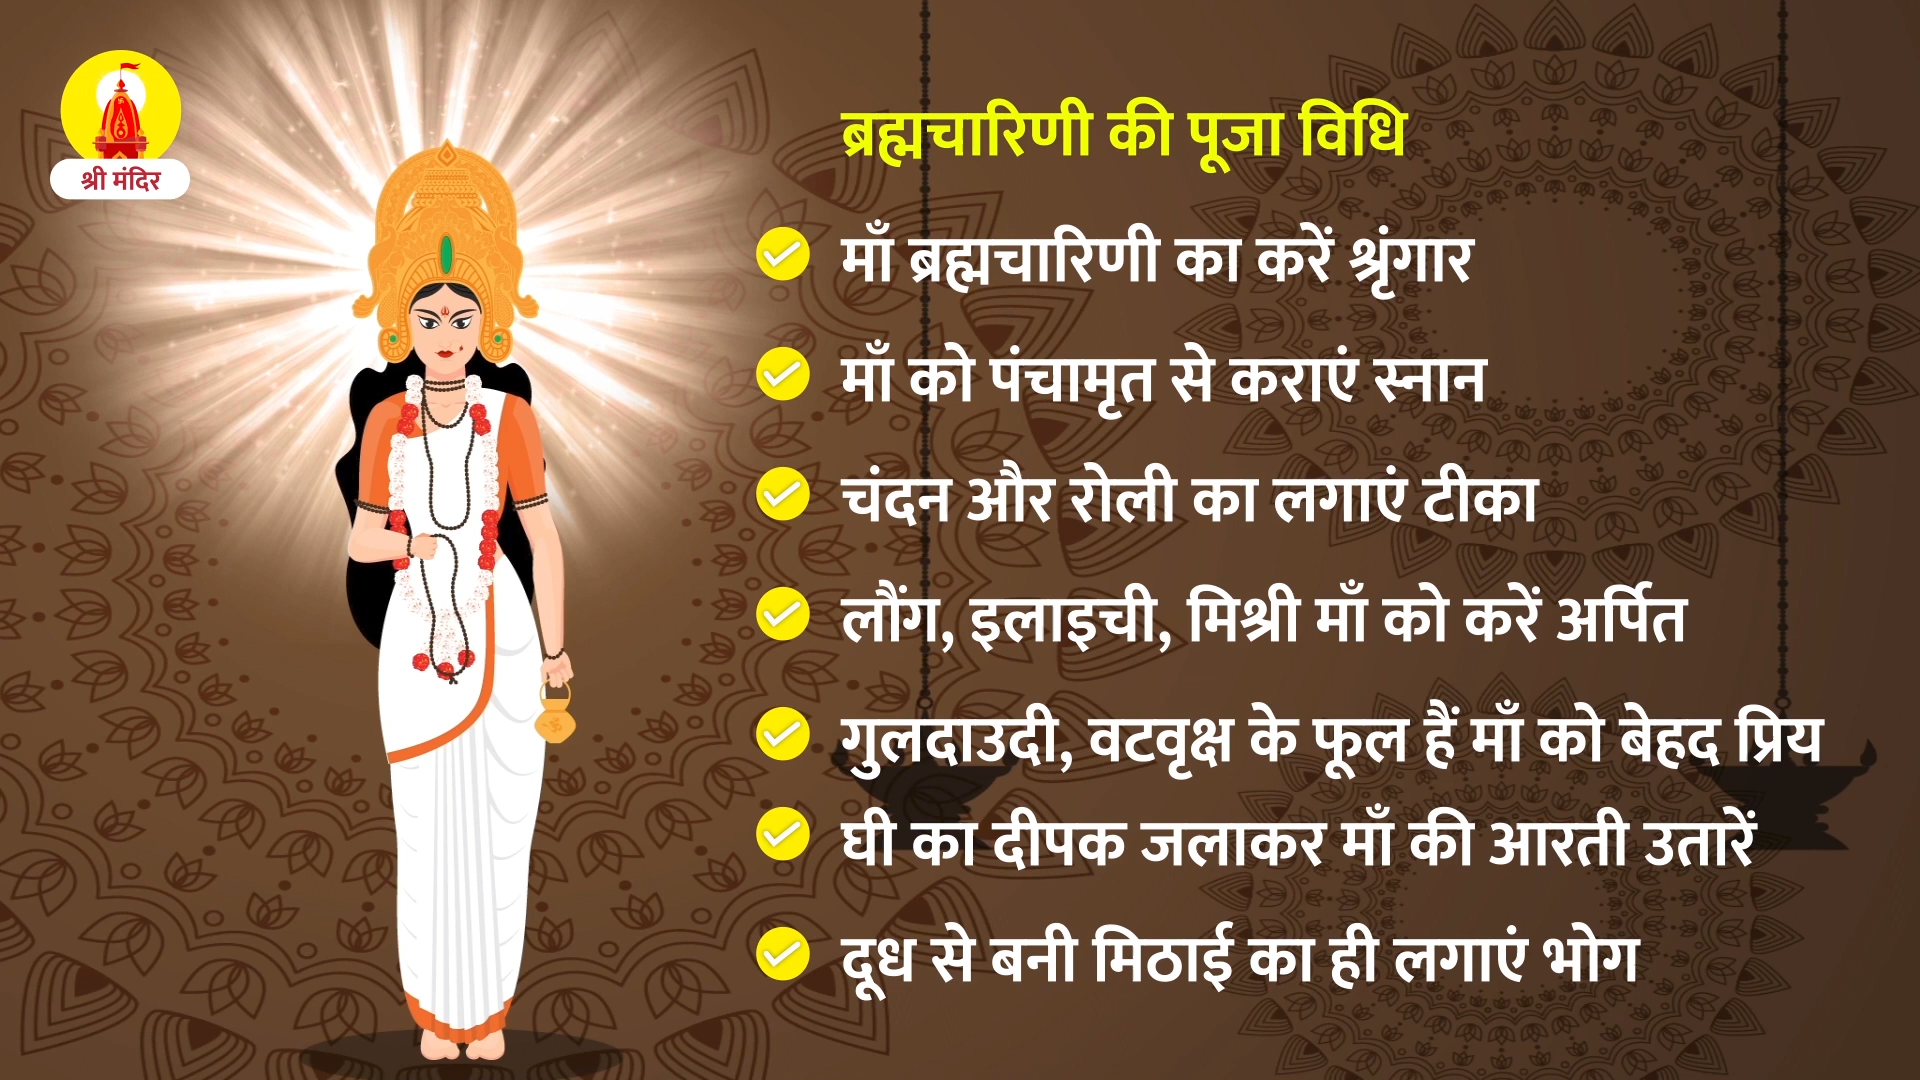 श्री मंदिर
ब्रह्मचारिणी की पूजा विधि
माँ ब्रह्मचारिणी का करें श्रृंगार
माँ को पंचामृत से कराएं स्नान
चंदन और रोली का लगाएं टीका
लौंग, इलाइची, मिश्री माँ को करें अर्पित
गुलदाउदी, वटवृक्ष के फूल हैं माँ को बेहद प्रिय
घी का दीपक जलाकर माँ की आरती उतारें
दूध से बनी मिठाई का ही लगाएं भोग